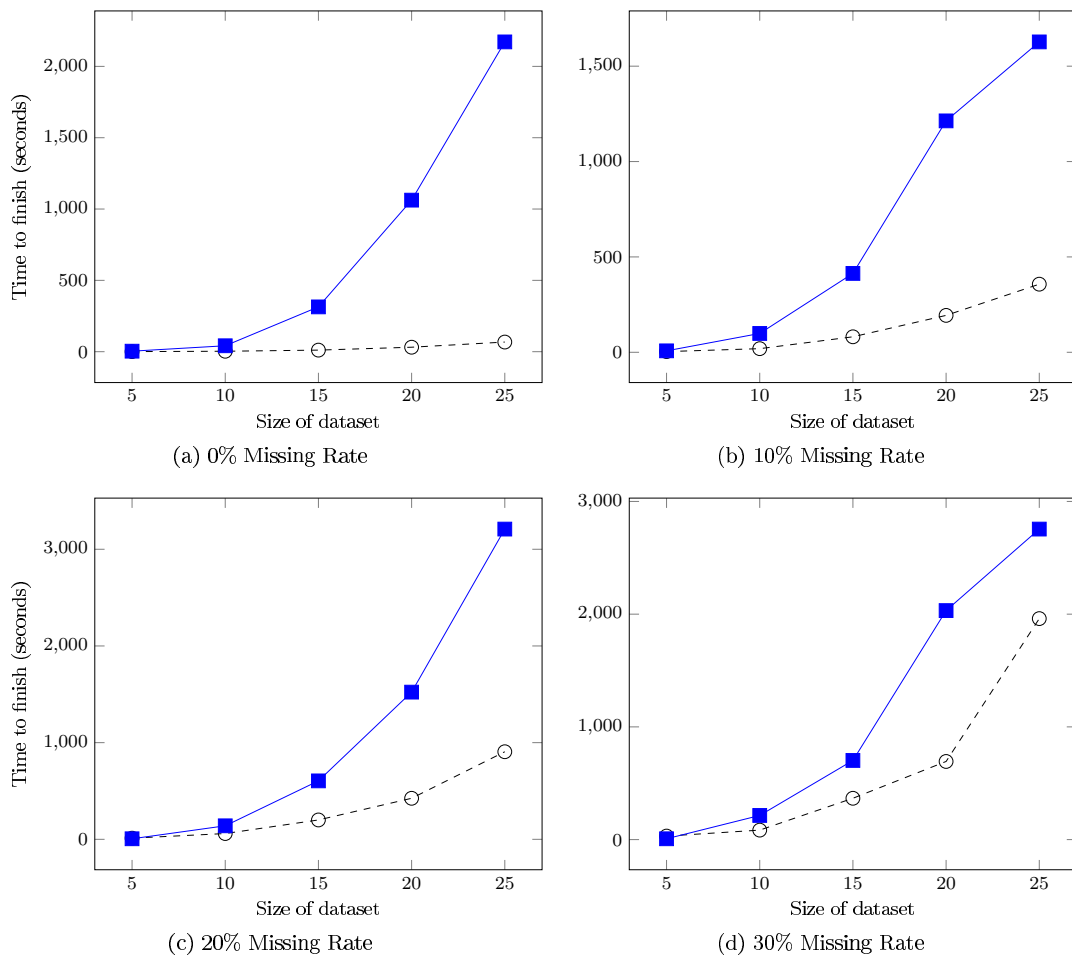 2,000
1,500
1,000
500
0
Time to finish (seconds)
5 10 15 20 25
Size of dataset
(a) 0% Missing Rate
1,500
1,000
500
0
5 10 15 20 25
Size of dataset
(b) 10% Missing Rate
3,000
2,000
1,000
0
Time to finish (seconds)
5 10 15 20 25
Size of dataset
(c) 20% Missing Rate
3,000
2,000
1,000
0
5 10 15 20 25
Size of dataset
(d) 30% Missing Rate